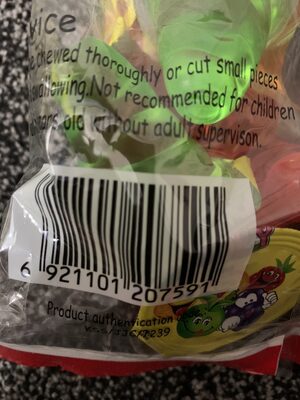 vice
chewed thoroughly or cut small pieces
swallowing.Not recommended for children
old without adult supervison.
6 921101 207591
Product authentication